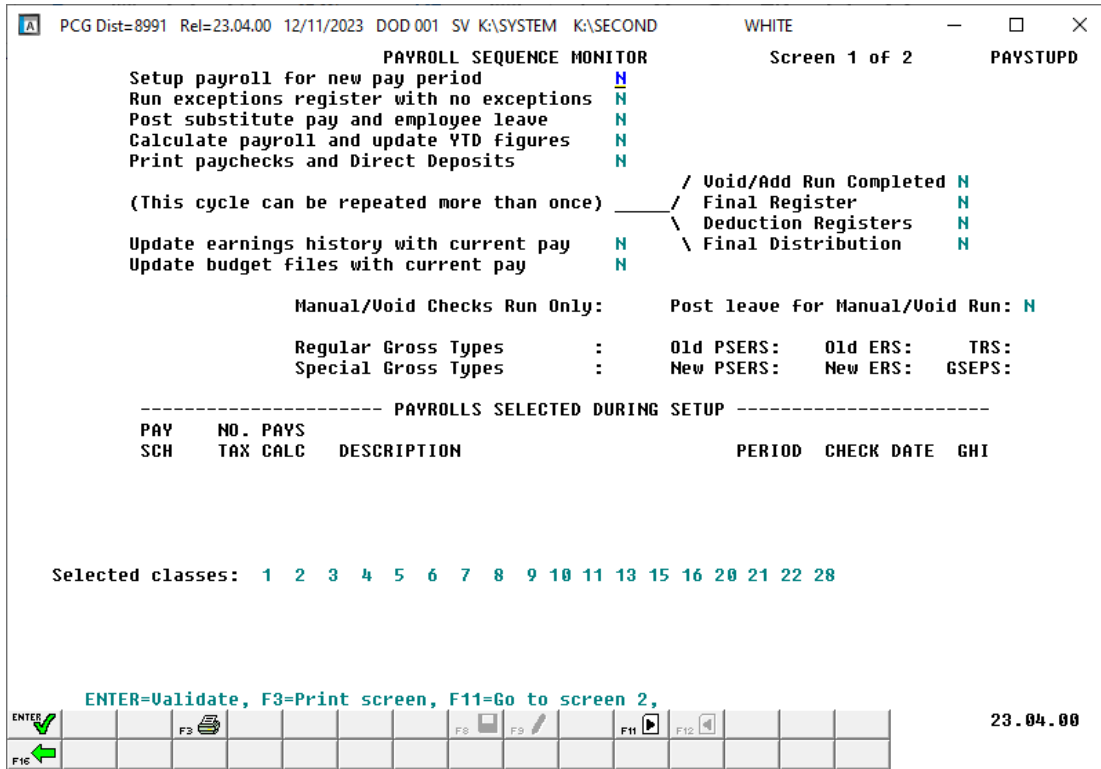 A PCG Dist=8991 Rel=23.04.00 12/11/2023 DOD 001 SV K:\SYSTEM K:\SECOND WHITE
PAYROLL SEQUENCE MONITOR Screen 1 of 2 PAYSTUPD
Setup payroll for new pay period N
Run exceptions register with no exceptions N
Post substitute pay and employee leave N
Calculate payroll and update YTD figures N
Print paychecks and Direct Deposits N
/ Void/Add Run Completed N
(This cycle can be repeated more than once) _____/ Final Register N
\ Deduction Registers N
Update earnings history with current pay N \ Final Distribution N
Update budget files with current pay N
Manual/Void Checks Run Only: Post leave for Manual/Void Run: N
Regular Gross Types : Old PSERS: Old ERS: TRS:
Special Gross Types : New PSERS: New ERS: GSEPS:
---------------------- PAYROLLS SELECTED DURING SETUP -----------------------
PAY NO. PAYS
SCH TAX CALC DESCRIPTION PERIOD CHECK DATE GHI
Selected classes: 1 2 3 4 5 6 7 8 9 10 11 13 15 16 20 21 22 28
ENTER=Validate, F3=Print screen, F11=Go to screen 2,
ENTER F3 F8 F9 F11 F12 23.04.00
F16